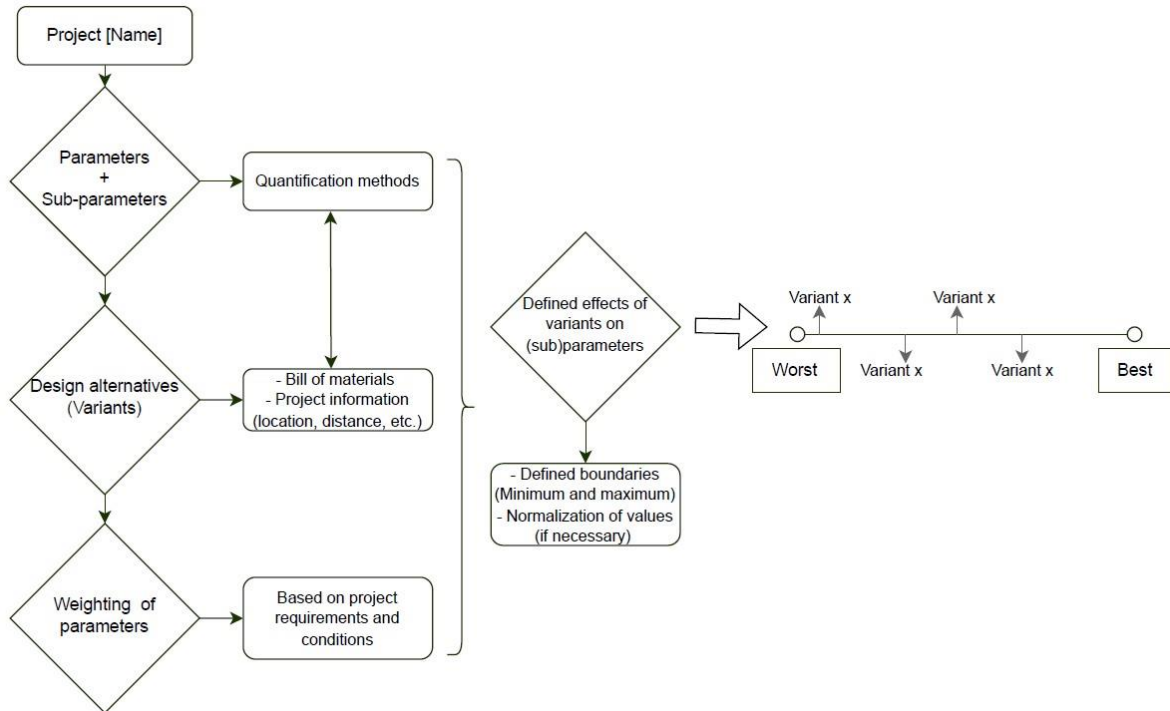 Project [Name]
Parameters
+
Sub-parameters
Quantification methods
Design alternatives
(Variants)
- Bill of materials
- Project information
(location, distance, etc.)
Weighting of
parameters
Based on project
requirements and
conditions
Defined effects of
variants on
(sub)parameters
- Defined boundaries
(Minimum and maximum)
- Normalization of values
(if necessary)
Variant x
Variant x
Worst
Variant x
Variant x
Best